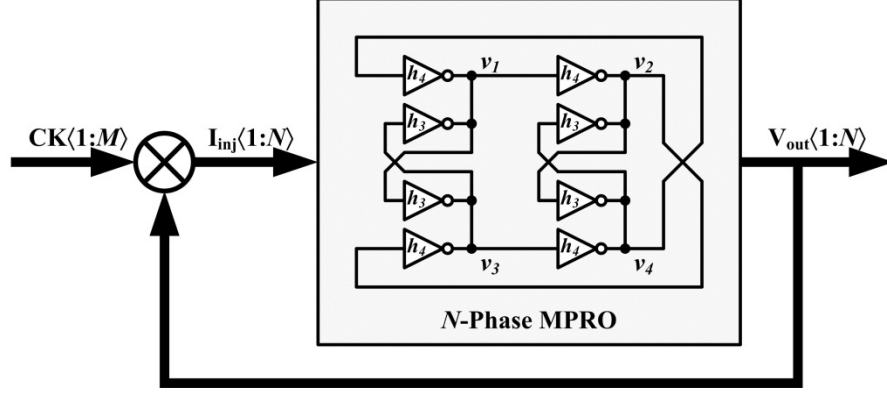 h4 v1 h4 v2
h3 h3
CK⟨1:M⟩ I_inj⟨1:N⟩ V_out⟨1:N⟩
h3 h3
h4 v3 h4 v4
N-Phase MPRO